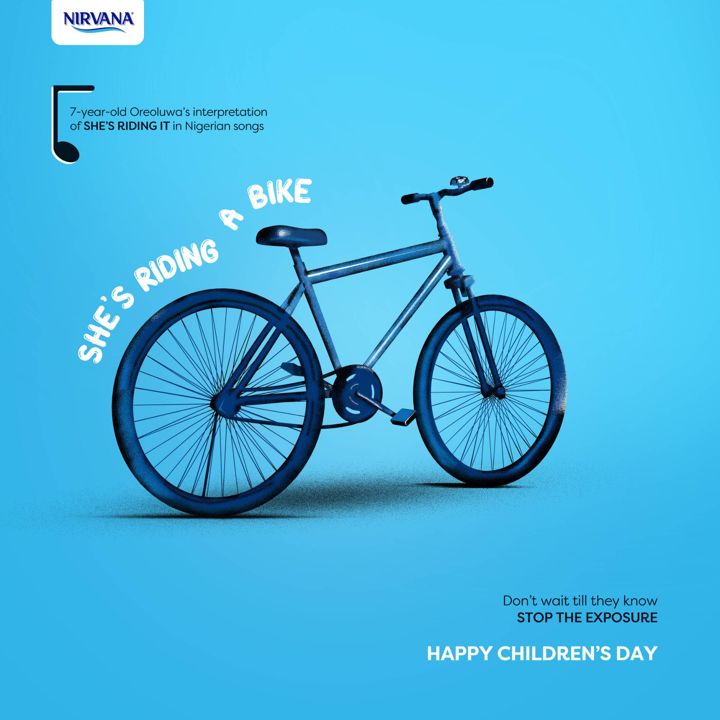 NIRVANA
7-year-old Oreoluwa's interpretation
of SHE'S RIDING IT in Nigerian songs
SHE'S RIDING A BIKE
Don't wait till they know
STOP THE EXPOSURE
HAPPY CHILDREN'S DAY